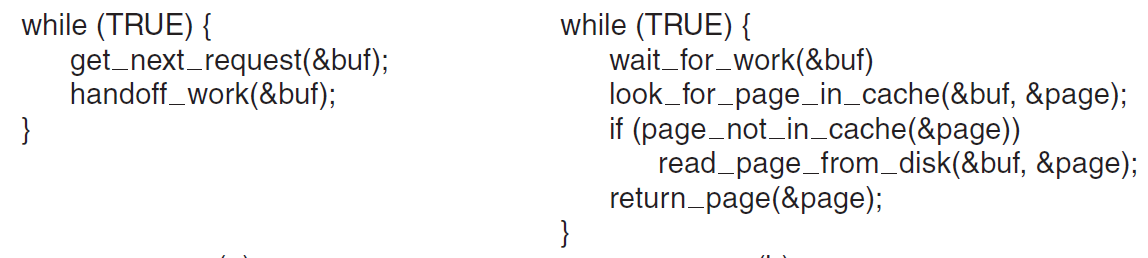 while (TRUE) {
get_next_request(&buf);
handoff_work(&buf);
}
while (TRUE) {
wait_for_work(&buf)
look_for_page_in_cache(&buf, &page);
if (page_not_in_cache(&page))
read_page_from_disk(&buf, &page);
return_page(&page);
}